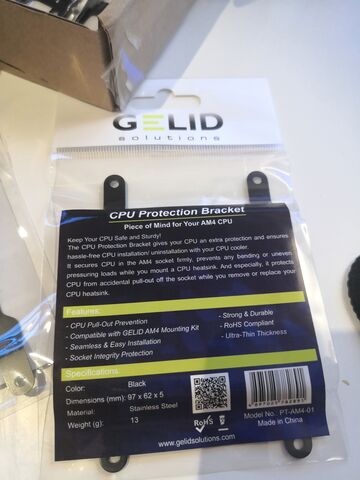 GELID
solutions
CPU Protection Bracket
Piece of Mind for Your AM4 CPU
Keep Your CPU Safe and Sturdy!
The CPU Protection Bracket gives your CPU an extra protection and ensures
hassle-free CPU installation/ uninstallation with your CPU cooler.
It secures CPU in the AM4 socket firmly, prevents any bending or uneven
pressuring loads while you mount a CPU heatsink. And especially, it protects
CPU from accidental pull-out off the socket while you remove or replace your
CPU heatsink.
Features:
- CPU Pull-Out Prevention
- Compatible with GELID AM4 Mounting Kit
- Seamless & Easy Installation
- Socket Integrity Protection
- Strong & Durable
- RoHS Compliant
- Ultra-Thin Thickness
Specifications:
Color: Black
Dimensions (mm): 97 x 62 x 5
Material: Stainless Steel
Weight (g): 13
RoHS
Model No.: PT-AM4-01
Made in China
www.gelidsolutions.com